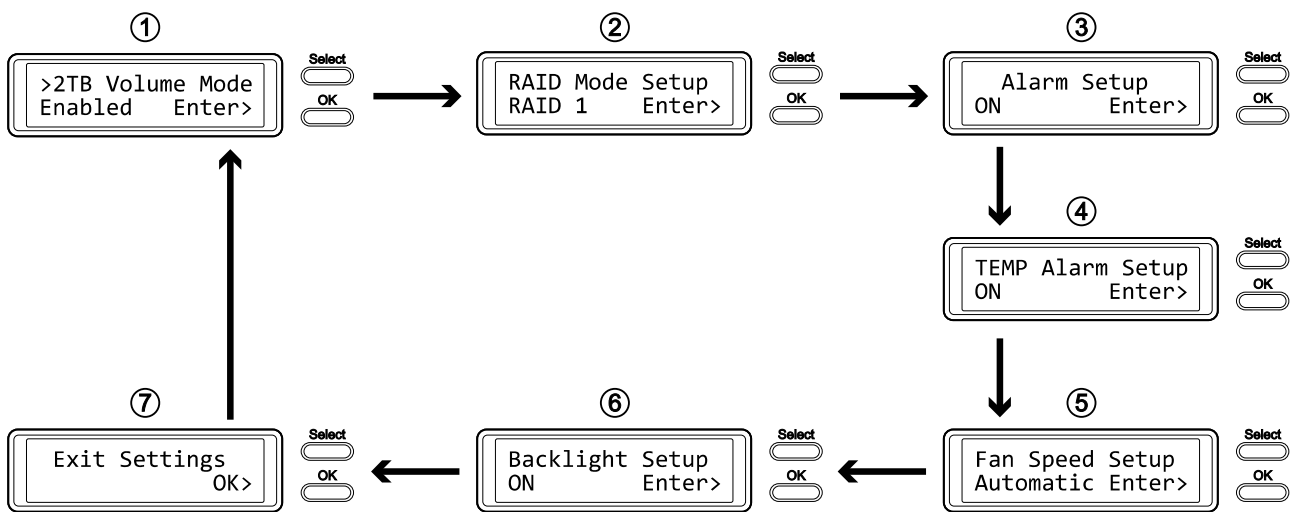 ①
>2TB Volume Mode
Enabled Enter>
Select
OK
②
RAID Mode Setup
RAID 1 Enter>
Select
OK
③
Alarm Setup
ON Enter>
Select
OK
④
TEMP Alarm Setup
ON Enter>
Select
OK
⑤
Fan Speed Setup
Automatic Enter>
Select
OK
⑥
Backlight Setup
ON Enter>
Select
OK
⑦
Exit Settings
OK>
Select
OK